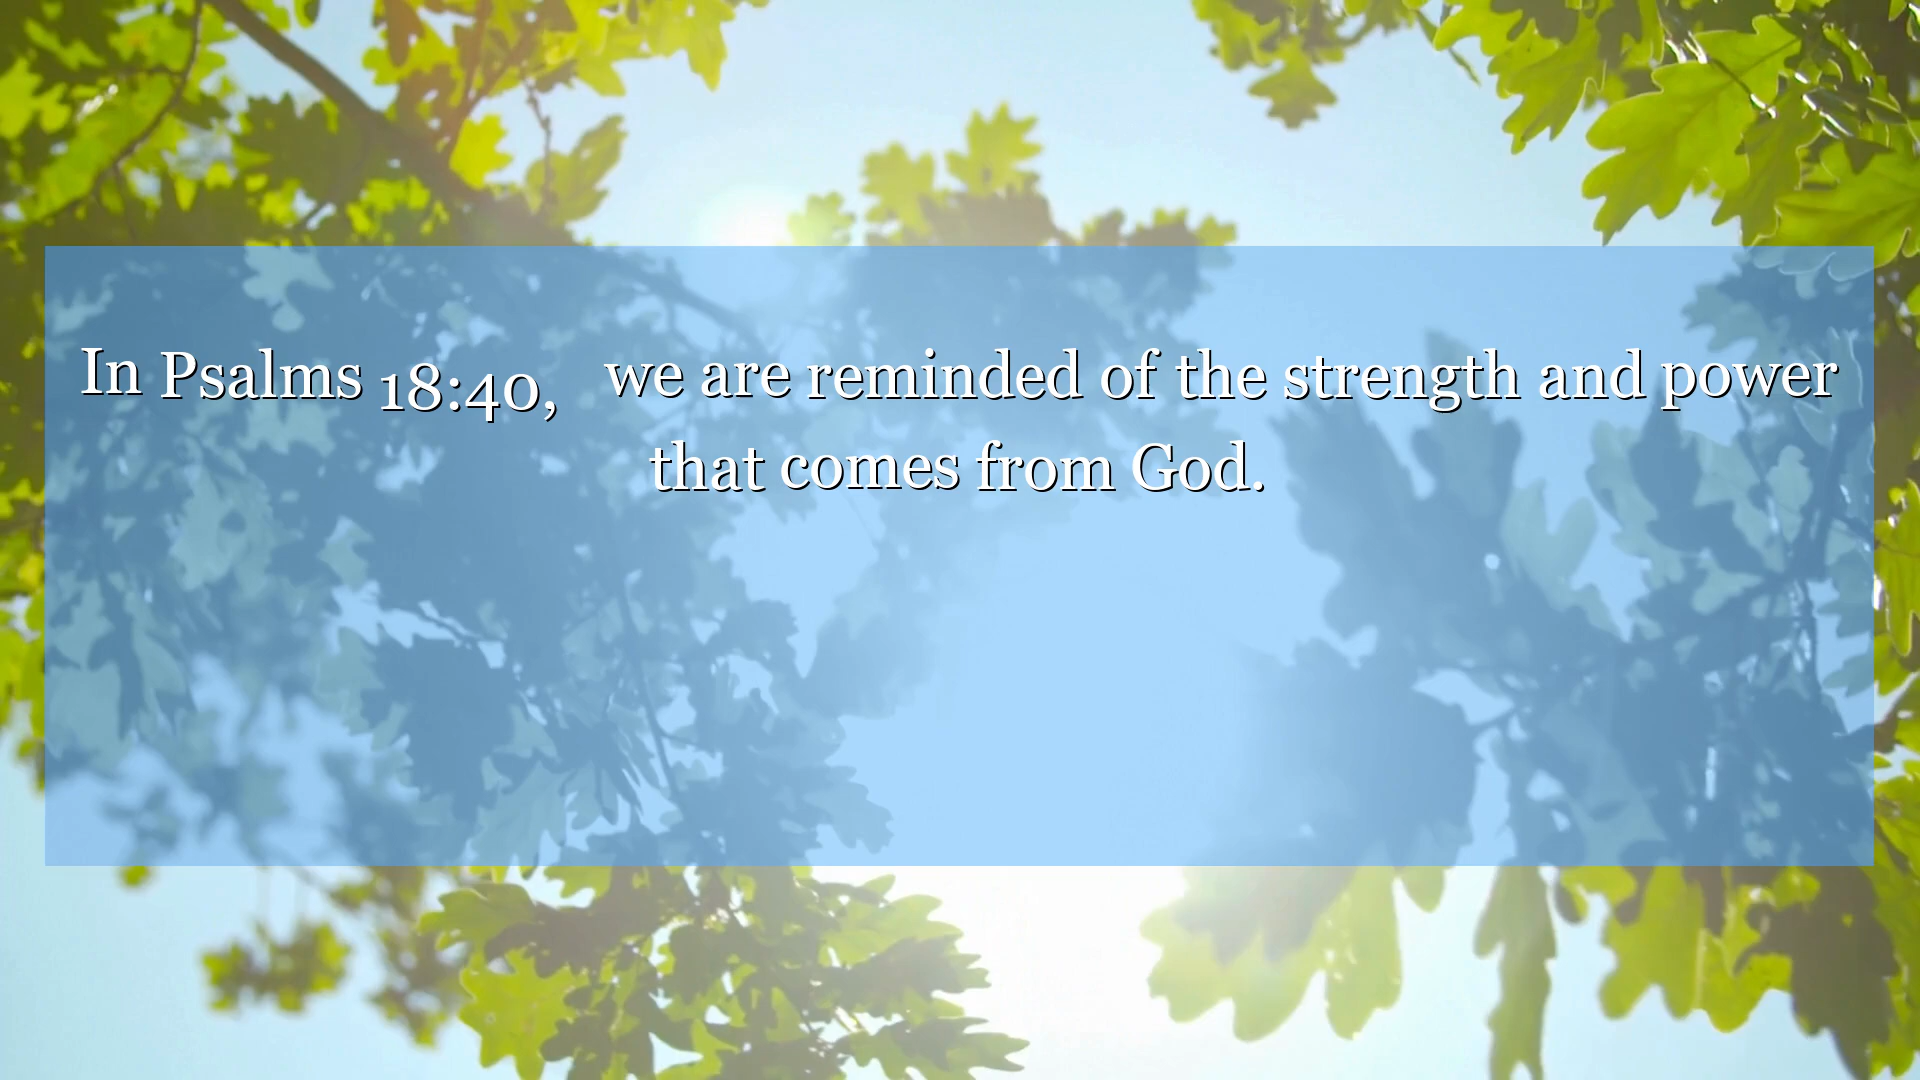 In Psalms 18:40, we are reminded of the strength and power
that comes from God.